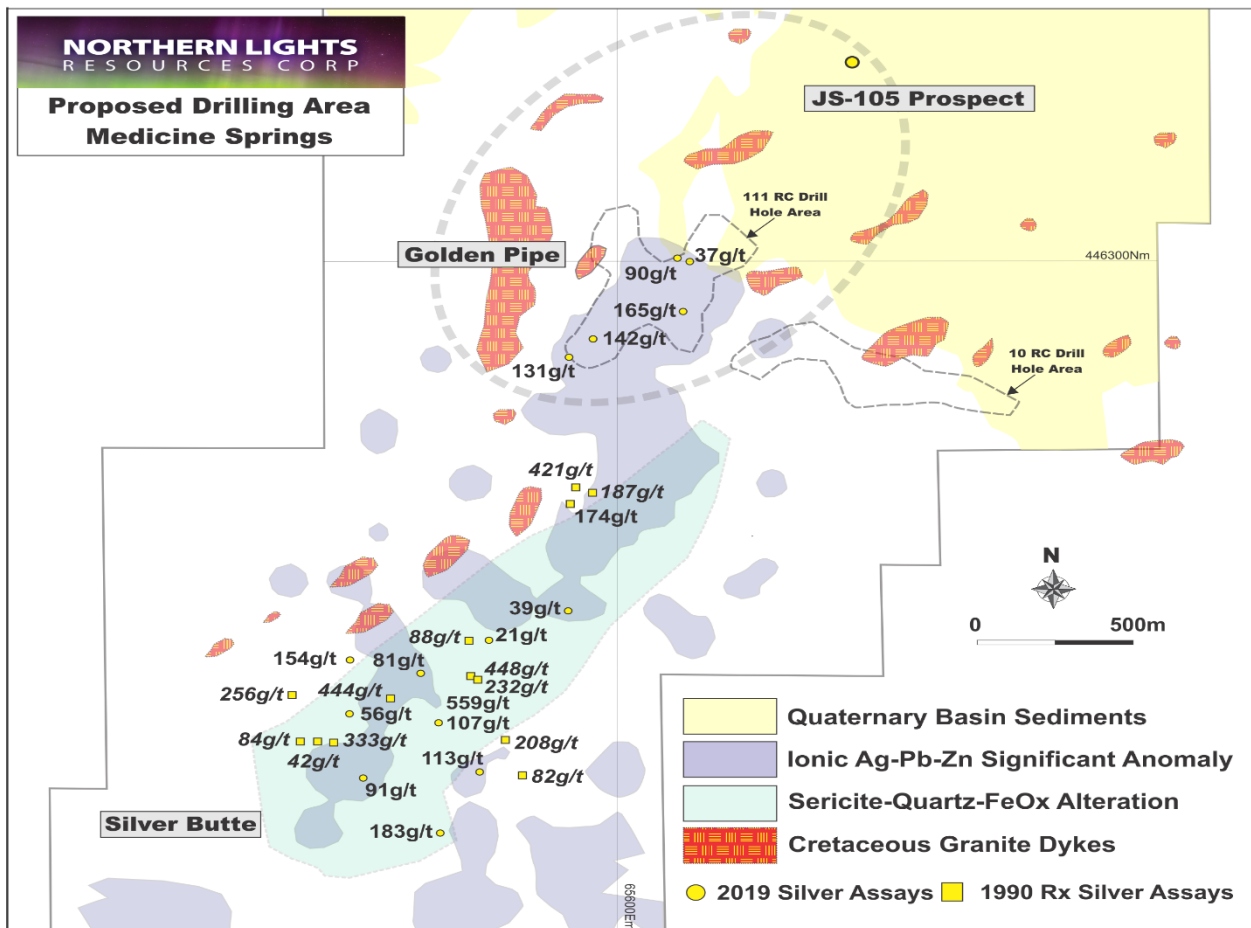 NORTHERN LIGHTS
RESOURCES CORP
Proposed Drilling Area
Medicine Springs
JS-105 Prospect
111 RC Drill
Hole Area
Golden Pipe
37g/t
446300Nm
90g/t
165g/t
142g/t
131g/t
10 RC Drill
Hole Area
421g/t
187g/t
174g/t
N
39g/t
0
500m
88g/t
21g/t
154g/t
81g/t
448g/t
232g/t
256g/t
444g/t
559g/t
56g/t
107g/t
84g/t
333g/t
208g/t
42g/t
113g/t
82g/t
91g/t
Silver Butte
183g/t
65600Em
Quaternary Basin Sediments
Ionic Ag-Pb-Zn Significant Anomaly
Sericite-Quartz-FeOx Alteration
Cretaceous Granite Dykes
2019 Silver Assays
1990 Rx Silver Assays